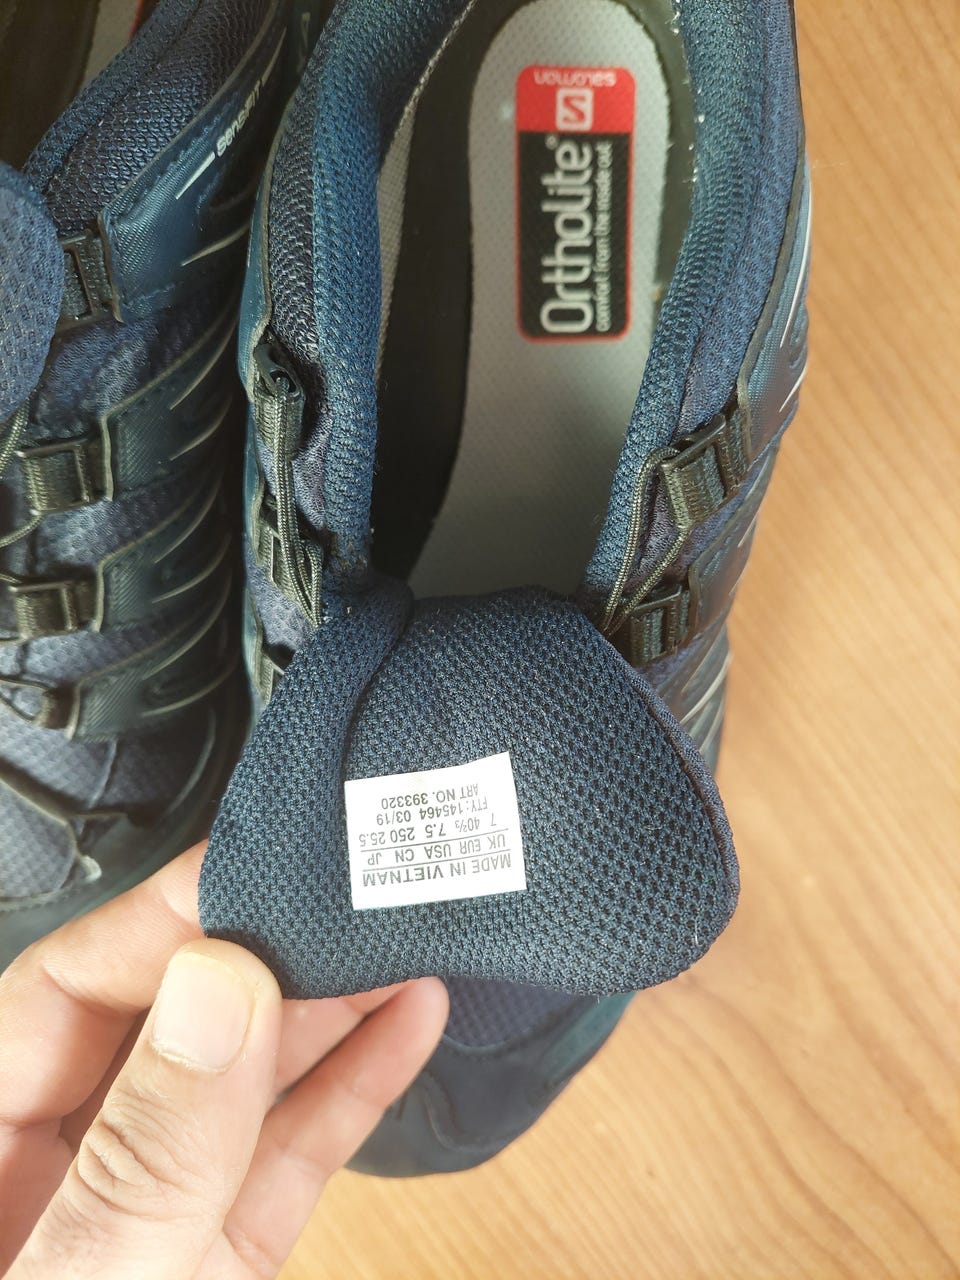 SENSIFIT
salomon
S
Ortholite®
comfort from the inside out
MADE IN VIETNAM
UK EUR USA CN JP
7 40⅔ 7.5 250 25.5
FTY: 145464 03/19
ART NO. 393320